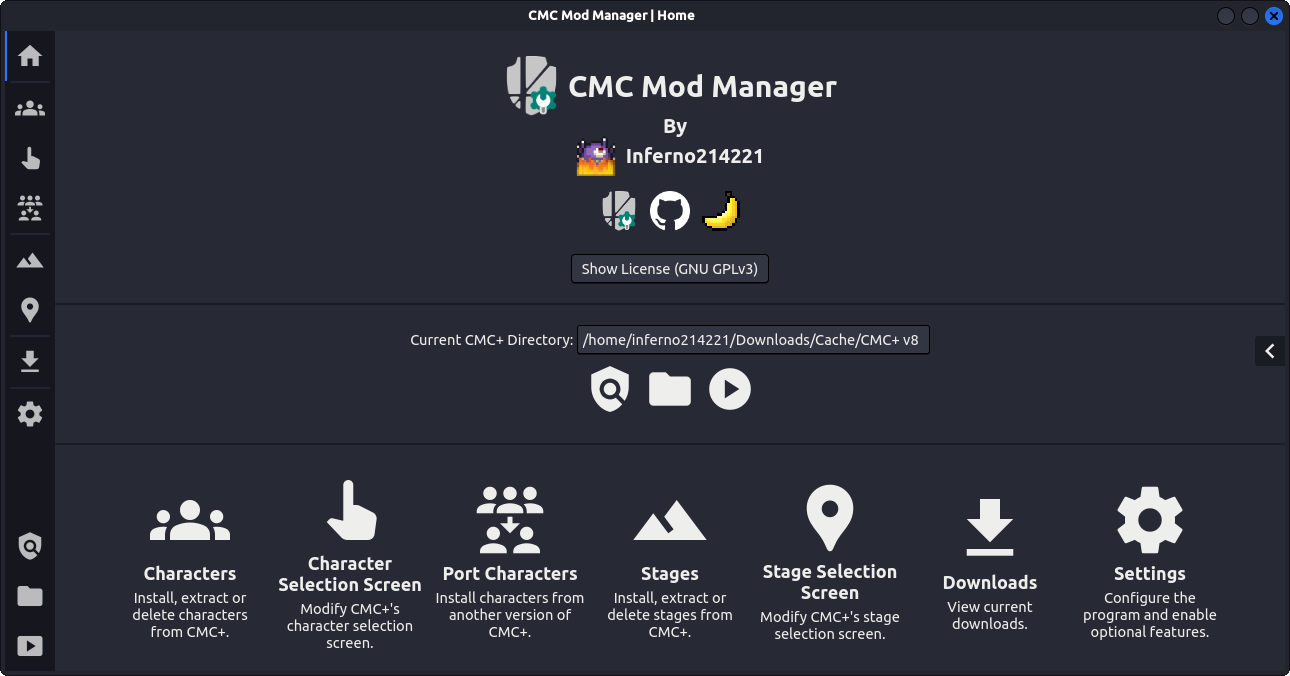 CMC Mod Manager | Home
CMC Mod Manager
By
Inferno214221
Show License (GNU GPLv3)
Current CMC+ Directory: /home/inferno214221/Downloads/Cache/CMC+ v8
Characters
Install, extract or
delete characters
from CMC+.
Character
Selection Screen
Modify CMC+'s
character selection
screen.
Port Characters
Install characters from
another version of
CMC+.
Stages
Install, extract or
delete stages from
CMC+.
Stage Selection
Screen
Modify CMC+'s stage
selection screen.
Downloads
View current
downloads.
Settings
Configure the
program and enable
optional features.